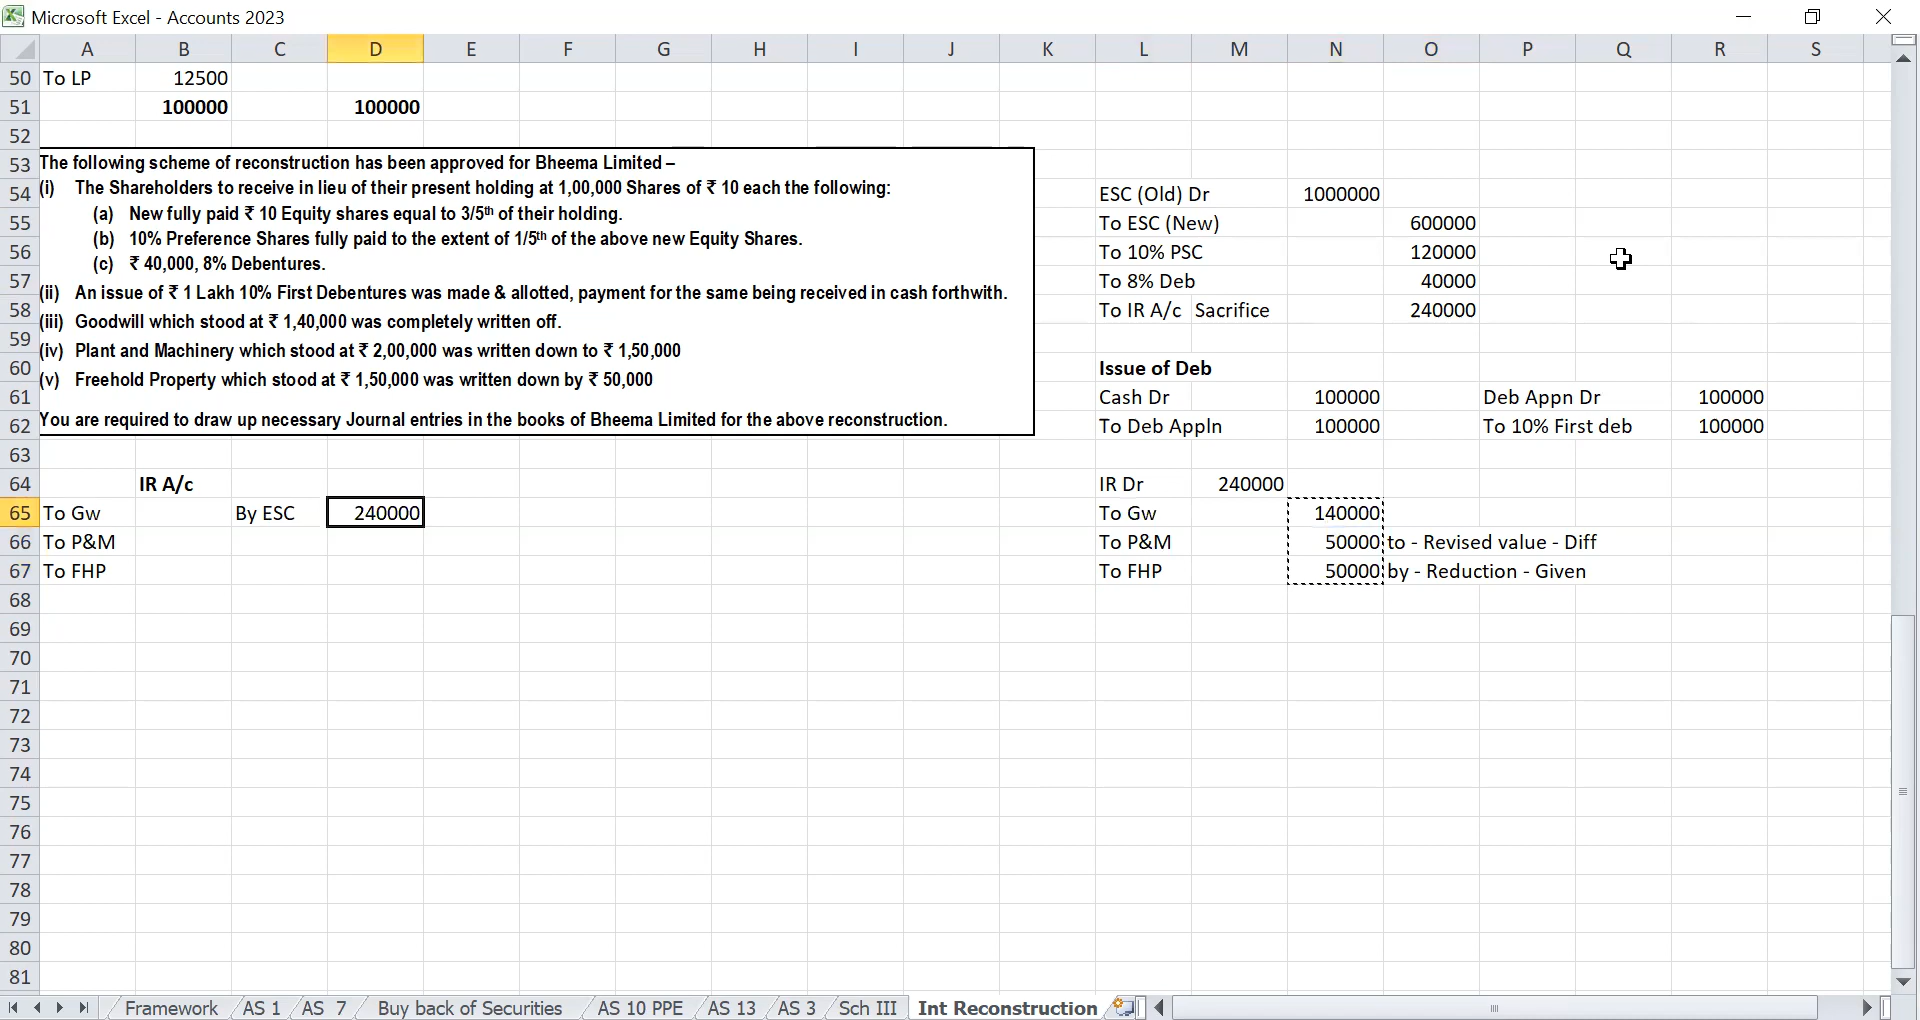 Microsoft Excel - Accounts 2023
A B C D E F G H I J K L M N O P Q R S
50 To LP 12500
51 100000 100000
52
53 The following scheme of reconstruction has been approved for Bheema Limited –
54 (i) The Shareholders to receive in lieu of their present holding at 1,00,000 Shares of ₹ 10 each the following: ESC (Old) Dr 1000000
55 (a) New fully paid ₹ 10 Equity shares equal to 3/5th of their holding. To ESC (New) 600000
56 (b) 10% Preference Shares fully paid to the extent of 1/5th of the above new Equity Shares. To 10% PSC 120000
(c) ₹ 40,000, 8% Debentures.
57 (ii) An issue of ₹ 1 Lakh 10% First Debentures was made & allotted, payment for the same being received in cash forthwith. To 8% Deb 40000
58 (iii) Goodwill which stood at ₹ 1,40,000 was completely written off. To IR A/c Sacrifice 240000
59 (iv) Plant and Machinery which stood at ₹ 2,00,000 was written down to ₹ 1,50,000
60 (v) Freehold Property which stood at ₹ 1,50,000 was written down by ₹ 50,000 Issue of Deb
61 Cash Dr 100000 Deb Appn Dr 100000
62 You are required to draw up necessary Journal entries in the books of Bheema Limited for the above reconstruction. To Deb Appln 100000 To 10% First deb 100000
63
64 IR A/c IR Dr 240000
65 To Gw By ESC 240000 To Gw 140000
66 To P&M To P&M 50000 to - Revised value - Diff
67 To FHP To FHP 50000 by - Reduction - Given
68
69
70
71
72
73
74
75
76
77
78
79
80
81
Framework AS 1 AS 7 Buy back of Securities AS 10 PPE AS 13 AS 3 Sch III Int Reconstruction